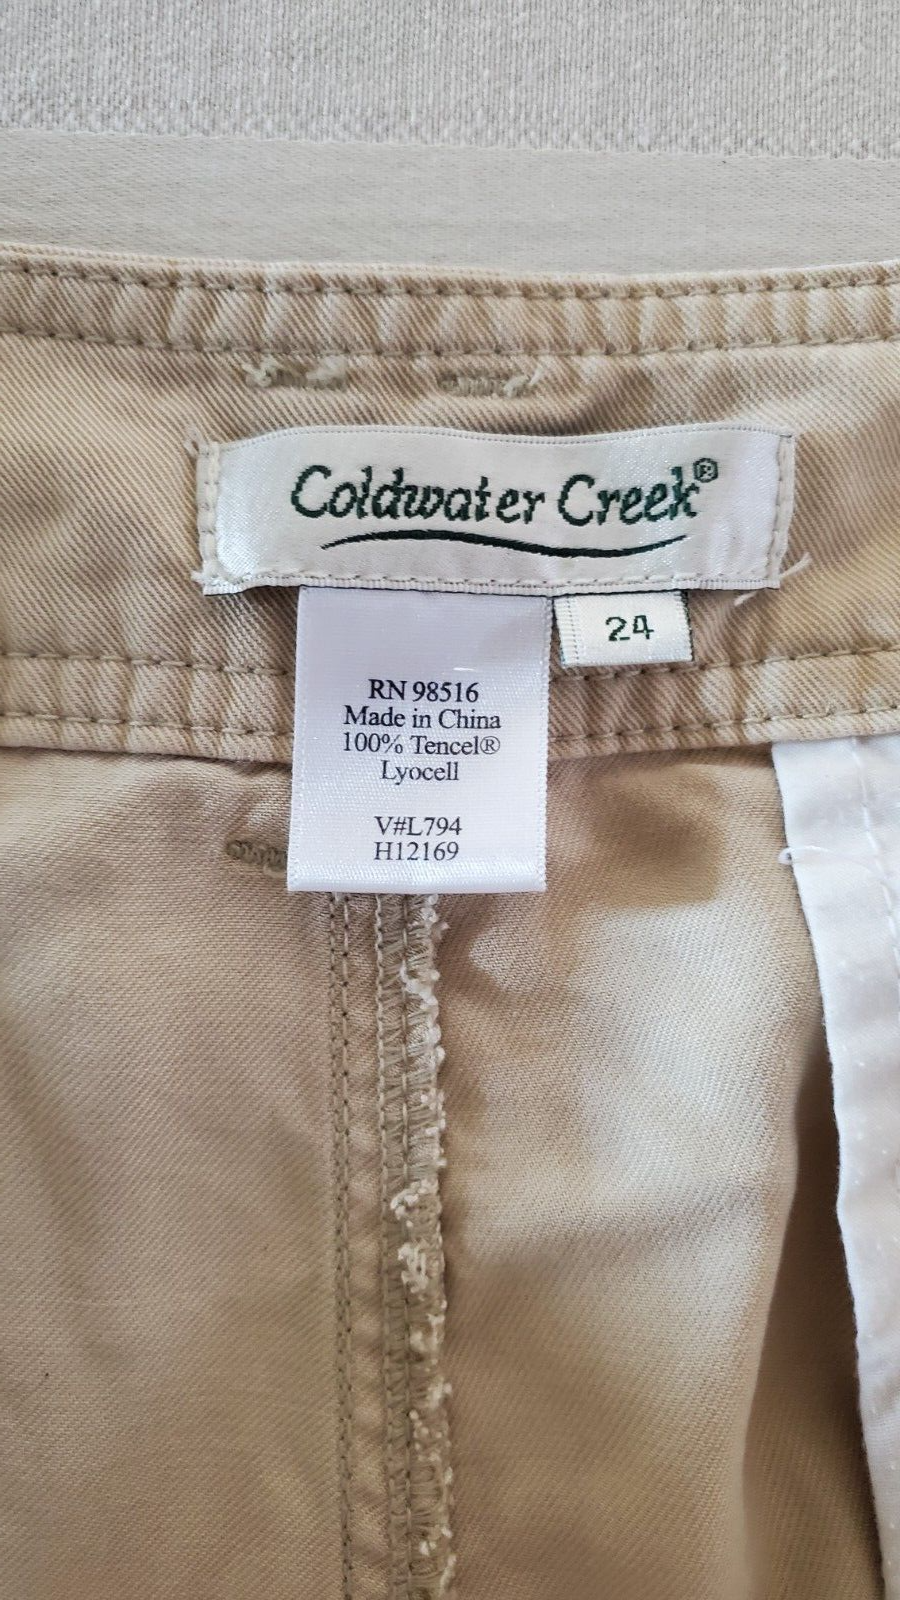 Coldwater Creek®
24
RN 98516
Made in China
100% Tencel®
Lyocell
V#L794
H12169